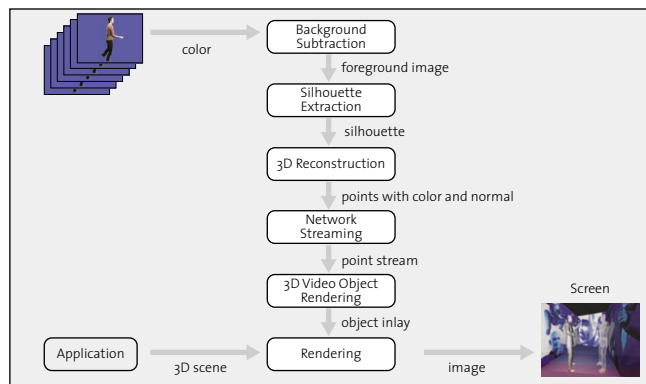 color
Background
Subtraction
foreground image
Silhouette
Extraction
silhouette
3D Reconstruction
points with color and normal
Network
Streaming
point stream
3D Video Object
Rendering
Screen
object inlay
Application
3D scene
Rendering
image